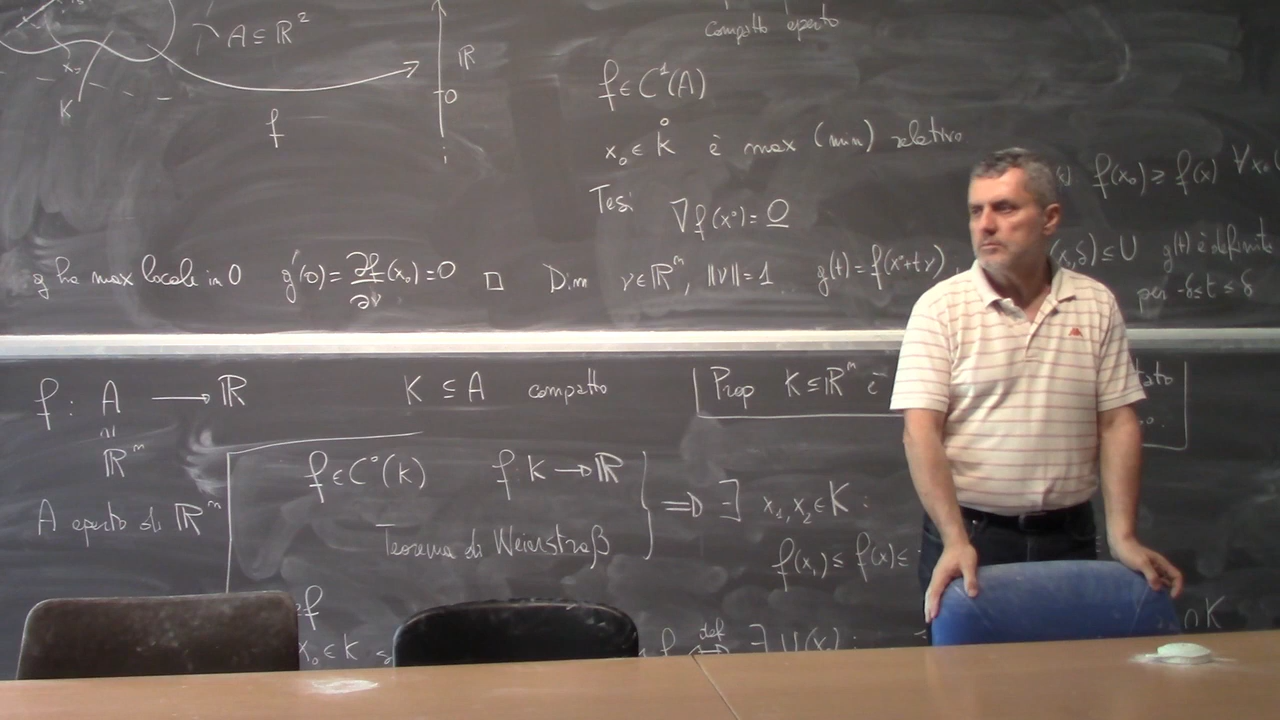 A ⊆ ℝ²
x₀
K
f
ℝ
0
compatto aperto
f ∈ C¹(A)
x₀ ∈ K̊ è max (min) relativo
f(x₀) ≥ f(x) ∀x₀
Tesi ∇f(x⁰) = 0
g ha max locale in 0 g'(0) = ∂f/∂v (x₀) = 0 □
Dim v ∈ ℝⁿ, ‖v‖ = 1 g(t) = f(x⁰+tv),
(x,δ) ⊆ U g(t) è definita
per -δ ≤ t ≤ δ
f : A → ℝ
ℝⁿ
A aperto di ℝⁿ
K ⊆ A compatto
Prop K ⊆ ℝⁿ è
f ∈ C⁰(K) f : K → ℝ
Teorema di Weierstraß
⇒ ∃ x₁, x₂ ∈ K :
f(x₁) ≤ f(x) ≤
x₀ ∈ K
def
∃ U(x₀) :
∩ K